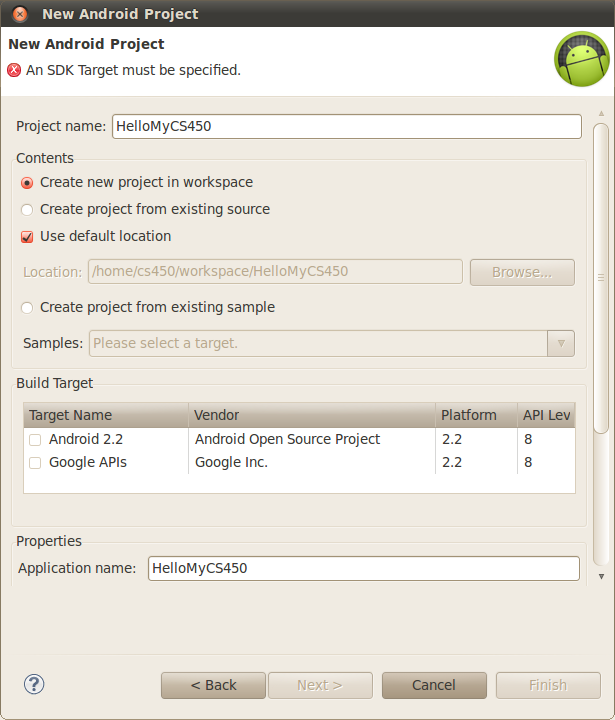 New Android Project
New Android Project
An SDK Target must be specified.
Project name: HelloMyCS450
Contents
Create new project in workspace
Create project from existing source
Use default location
Location: /home/cs450/workspace/HelloMyCS450 Browse...
Create project from existing sample
Samples: Please select a target.
Build Target
Target Name Vendor Platform API Lev
Android 2.2 Android Open Source Project 2.2 8
Google APIs Google Inc. 2.2 8
Properties
Application name: HelloMyCS450
? < Back Next > Cancel Finish